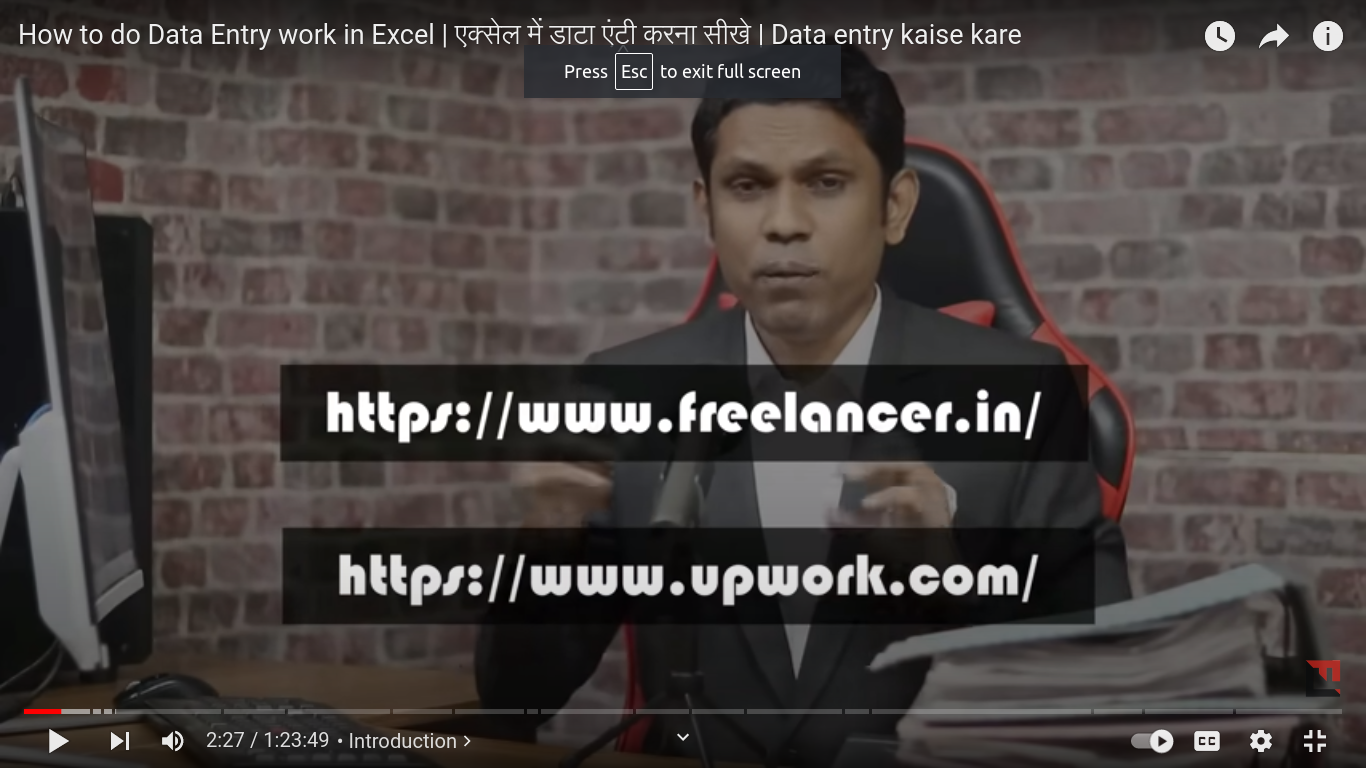 How to do Data Entry work in Excel | एक्सेल में डाटा एंट्री करना सीखे | Data entry kaise kare
Press Esc to exit full screen
https://www.freelancer.in/
https://www.upwork.com/
2:27 / 1:23:49 • Introduction >
CC